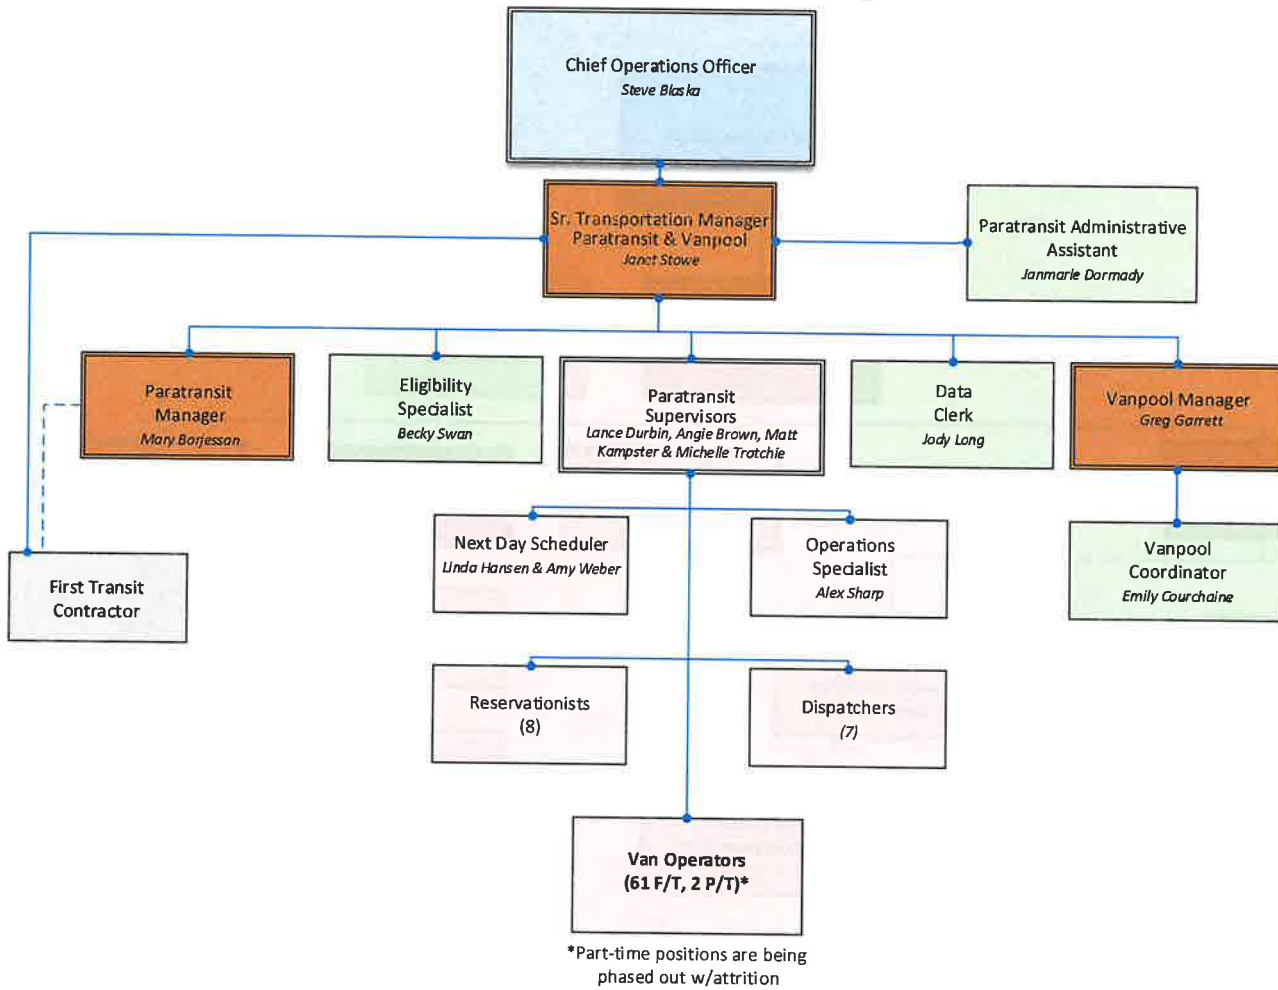 Chief Operations Officer
Steve Blaska
Sr. Transportation Manager
Paratransit & Vanpool
Janet Stowe
Paratransit Administrative
Assistant
Janmarie Dormady
Paratransit
Manager
Mary Borjessan
Eligibility
Specialist
Becky Swan
Paratransit
Supervisors
Lance Durbin, Angie Brown, Matt
Kampster & Michelle Tratchie
Data
Clerk
Jody Long
Vanpool Manager
Greg Garrett
First Transit
Contractor
Next Day Scheduler
Linda Hansen & Amy Weber
Operations
Specialist
Alex Sharp
Vanpool
Coordinator
Emily Courchaine
Reservationists
(8)
Dispatchers
(7)
Van Operators
(61 F/T, 2 P/T)*
*Part-time positions are being
phased out w/attrition